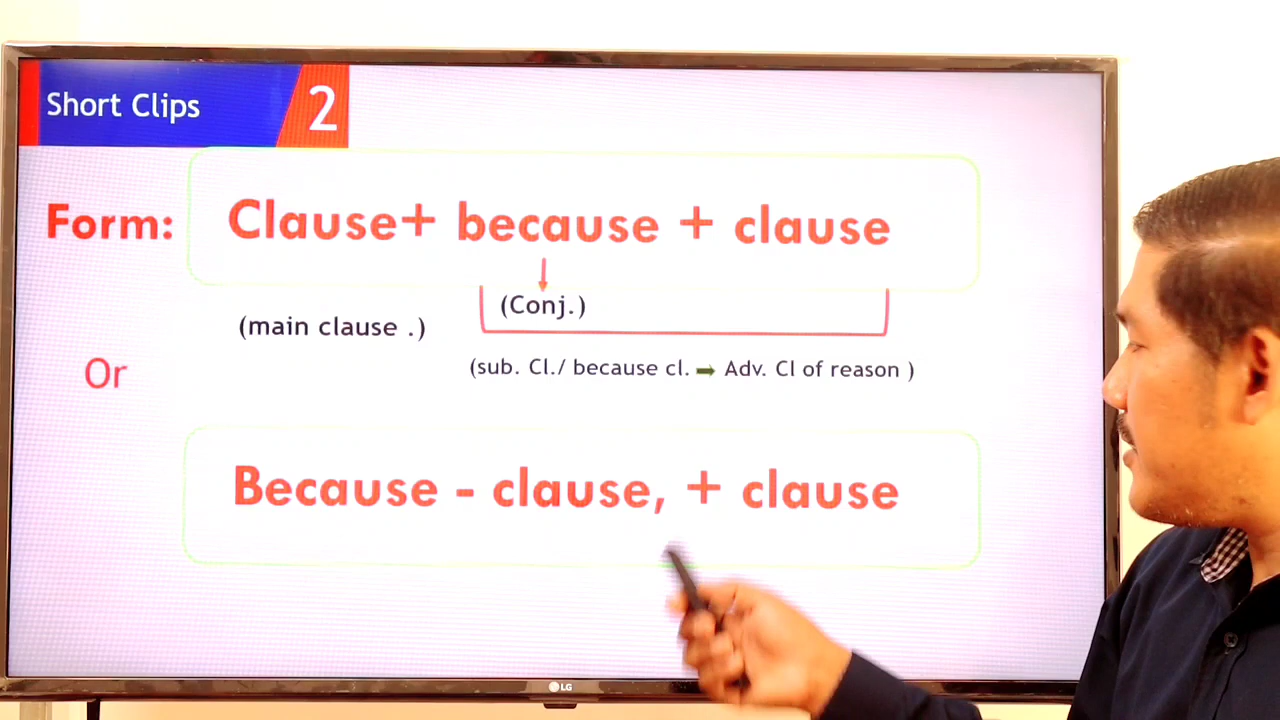 Short Clips 2
Form: Clause+ because + clause
(Conj.)
(main clause .)
(sub. Cl./ because cl. ➡ Adv. Cl of reason )
Or
Because - clause, + clause
LG